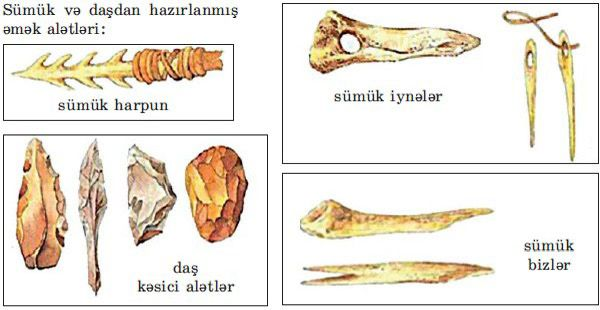 Sümük və daşdan hazırlanmış
əmək alətləri:
sümük harpun
sümük iynələr
daş
kəsici alətlər
sümük
bizlər